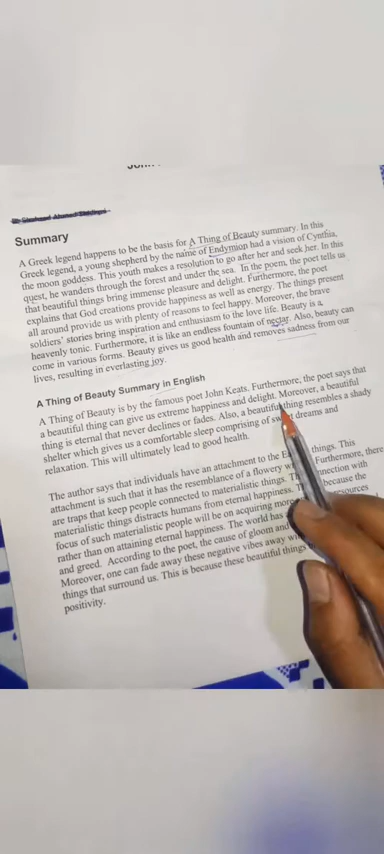 Summary
A Greek legend happens to be the basis for A Thing of Beauty summary. In this
Greek legend, a young shepherd by the name of Endymion had a vision of Cynthia,
the moon goddess. This youth makes a resolution to go after her and seek her. In this
quest, he wanders through the forest and under the sea. In the poem, the poet tells us
that beautiful things bring immense pleasure and delight. Furthermore, the poet
explains that God creations provide happiness as well as energy. The things present
all around provide us with plenty of reasons to feel happy. Moreover, the brave
soldiers' stories bring inspiration and enthusiasm to the love life. Beauty is a
heavenly tonic. Furthermore, it is like an endless fountain of nectar. Also, beauty can
come in various forms. Beauty gives us good health and removes sadness from our
lives, resulting in everlasting joy.
A Thing of Beauty Summary in English
A Thing of Beauty is by the famous poet John Keats. Furthermore, the poet says that
a beautiful thing can give us extreme happiness and delight. Moreover, a beautiful
thing is eternal that never declines or fades. Also, a beautiful thing resembles a shady
shelter which gives us a comfortable sleep comprising of dreams and
relaxation. This will ultimately lead to good health.
The author says that individuals have an attachment to the things. This
attachment is such that it has the resemblance of a flowery Furthermore, there
are traps that keep people connected to materialistic things. connection with
materialistic things distracts humans from eternal happiness. because the
focus of such materialistic people will be on acquiring more resources
rather than on attaining eternal happiness. The world has
and greed. According to the poet, the cause of gloom and
Moreover, one can fade away these negative vibes away
things that surround us. This is because these beautiful things
positivity.